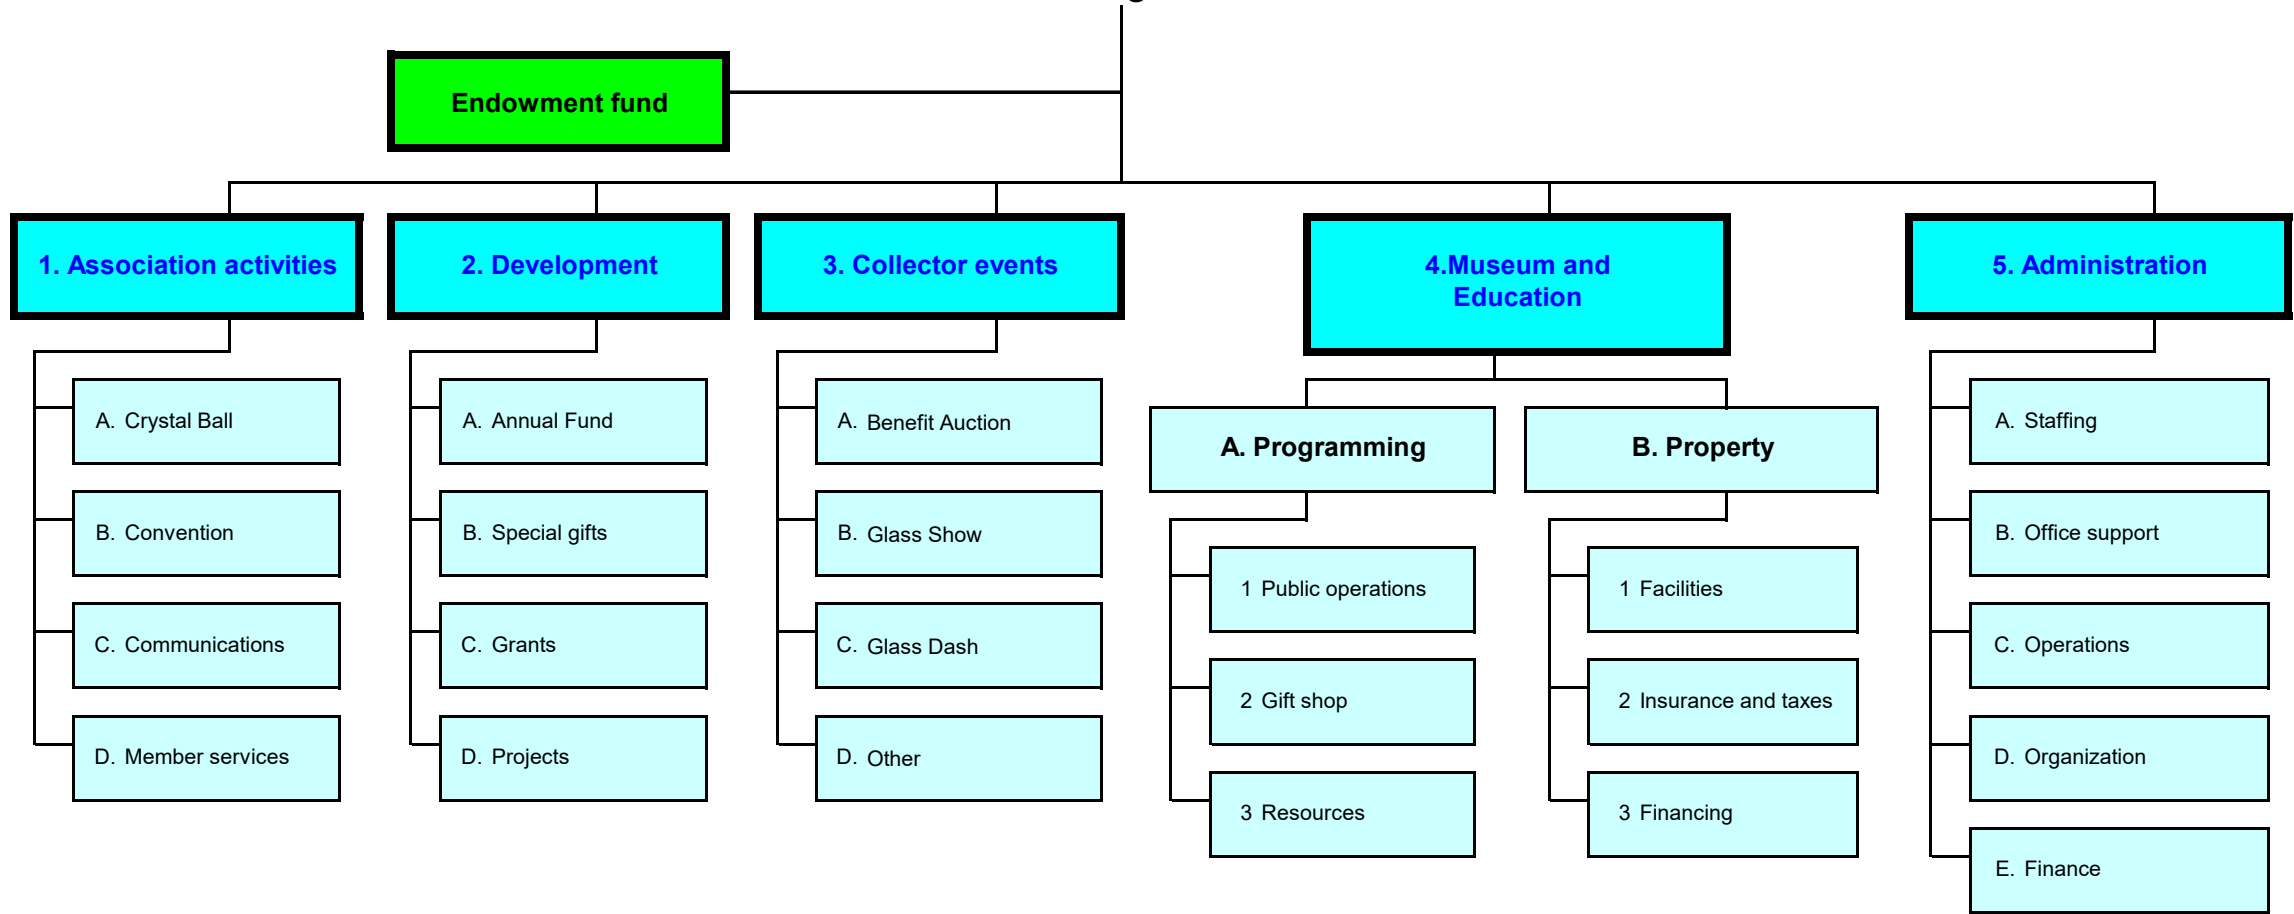 Endowment fund
1. Association activities
2. Development
3. Collector events
4.Museum and
Education
5. Administration
A. Crystal Ball
B. Convention
C. Communications
D. Member services
A. Annual Fund
B. Special gifts
C. Grants
D. Projects
A. Benefit Auction
B. Glass Show
C. Glass Dash
D. Other
A. Programming
1 Public operations
2 Gift shop
3 Resources
B. Property
1 Facilities
2 Insurance and taxes
3 Financing
A. Staffing
B. Office support
C. Operations
D. Organization
E. Finance